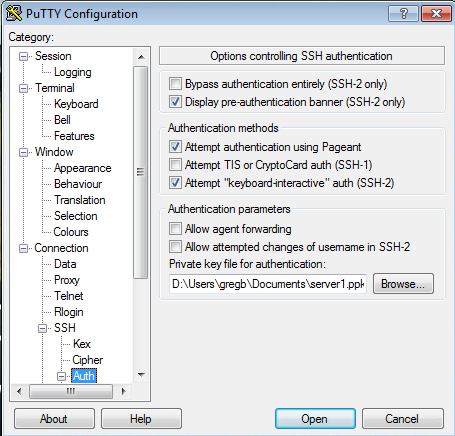 PuTTY Configuration
Category:
Session
Logging
Terminal
Keyboard
Bell
Features
Window
Appearance
Behaviour
Translation
Selection
Colours
Connection
Data
Proxy
Telnet
Rlogin
SSH
Kex
Cipher
Auth
Options controlling SSH authentication
Bypass authentication entirely (SSH-2 only)
Display pre-authentication banner (SSH-2 only)
Authentication methods
Attempt authentication using Pageant
Attempt TIS or CryptoCard auth (SSH-1)
Attempt "keyboard-interactive" auth (SSH-2)
Authentication parameters
Allow agent forwarding
Allow attempted changes of username in SSH-2
Private key file for authentication:
D:\Users\gregb\Documents\server1.ppk
Browse...
About
Help
Open
Cancel